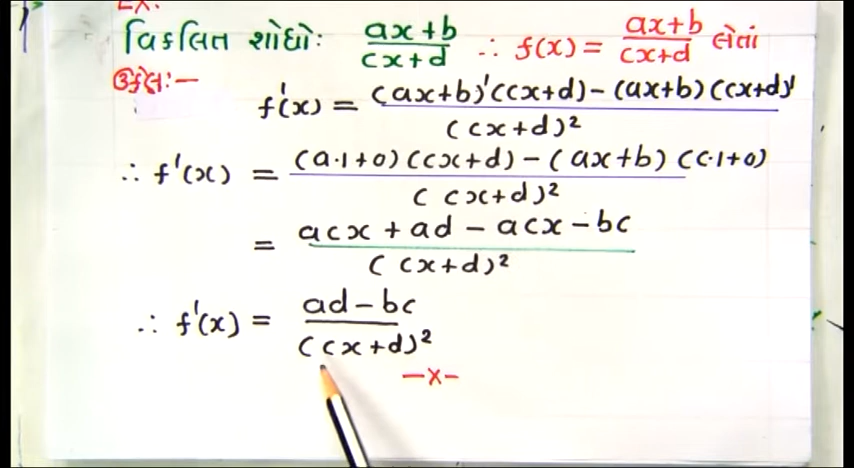 Ex:
વિકલિત શોધો: ax+b/cx+d ∴ f(x) = ax+b/cx+d લેતાં
ઉકેલ:—
f'(x) = (ax+b)'(cx+d) - (ax+b)(cx+d)'/(cx+d)²
∴ f'(x) = (a·1+0)(cx+d) - (ax+b)(c·1+0)/(cx+d)²
= acx + ad - acx - bc/(cx+d)²
∴ f'(x) = ad - bc/(cx+d)²
—x—